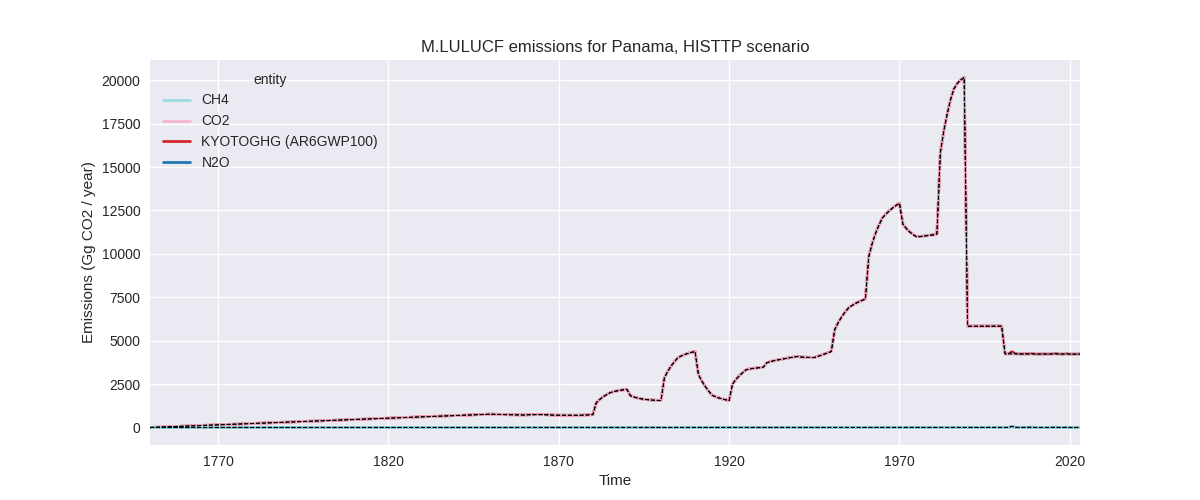 M.LULUCF emissions for Panama, HISTTP scenario
Emissions (Gg CO2 / year)
20000
17500
15000
12500
10000
7500
5000
2500
0
entity
CH4
CO2
KYOTOGHG (AR6GWP100)
N2O
1770 1820 1870 1920 1970 2020
Time